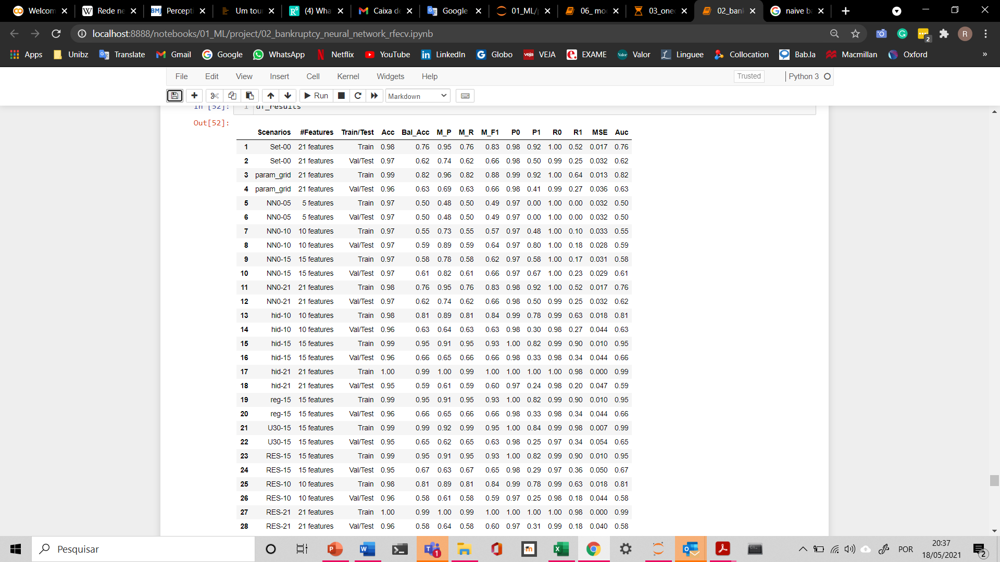 Welcom Wikipedia Rede ne Percepti Um tou (4) Wha Caixa de Google 01_ML/ 06_ mo 03_one 02_ban naive b
localhost:8888/notebooks/01_ML/project/02_bankruptcy_neural_network_rfecv.ipynb
Apps Unibz Translate Gmail Google WhatsApp Netflix YouTube LinkedIn Globo VEJA EXAME Valor Linguee Collocation Bab.la Macmillan Oxford »
File Edit View Insert Cell Kernel Widgets Help Trusted Python 3
Run Markdown
In [52]: 1 df_results
Out[52]:
Scenarios #Features Train/Test Acc Bal_Acc M_P M_R M_F1 P0 P1 R0 R1 MSE Auc
1 Set-00 21 features Train 0.98 0.76 0.95 0.76 0.83 0.98 0.92 1.00 0.52 0.017 0.76
2 Set-00 21 features Val/Test 0.97 0.62 0.74 0.62 0.66 0.98 0.50 0.99 0.25 0.032 0.62
3 param_grid 21 features Train 0.99 0.82 0.96 0.82 0.88 0.99 0.92 1.00 0.64 0.013 0.82
4 param_grid 21 features Val/Test 0.96 0.63 0.69 0.63 0.66 0.98 0.41 0.99 0.27 0.036 0.63
5 NN0-05 5 features Train 0.97 0.50 0.48 0.50 0.49 0.97 0.00 1.00 0.00 0.032 0.50
6 NN0-05 5 features Val/Test 0.97 0.50 0.48 0.50 0.49 0.97 0.00 1.00 0.00 0.032 0.50
7 NN0-10 10 features Train 0.97 0.55 0.73 0.55 0.57 0.97 0.48 1.00 0.10 0.033 0.55
8 NN0-10 10 features Val/Test 0.97 0.59 0.89 0.59 0.64 0.97 0.80 1.00 0.18 0.028 0.59
9 NN0-15 15 features Train 0.97 0.58 0.78 0.58 0.62 0.97 0.58 1.00 0.17 0.031 0.58
10 NN0-15 15 features Val/Test 0.97 0.61 0.82 0.61 0.66 0.97 0.67 1.00 0.23 0.029 0.61
11 NN0-21 21 features Train 0.98 0.76 0.95 0.76 0.83 0.98 0.92 1.00 0.52 0.017 0.76
12 NN0-21 21 features Val/Test 0.97 0.62 0.74 0.62 0.66 0.98 0.50 0.99 0.25 0.032 0.62
13 hid-10 10 features Train 0.98 0.81 0.89 0.81 0.84 0.99 0.78 0.99 0.63 0.018 0.81
14 hid-10 10 features Val/Test 0.96 0.63 0.64 0.63 0.63 0.98 0.30 0.98 0.27 0.044 0.63
15 hid-15 15 features Train 0.99 0.95 0.91 0.95 0.93 1.00 0.82 0.99 0.90 0.010 0.95
16 hid-15 15 features Val/Test 0.96 0.66 0.65 0.66 0.66 0.98 0.33 0.98 0.34 0.044 0.66
17 hid-21 21 features Train 1.00 0.99 1.00 0.99 1.00 1.00 1.00 1.00 0.98 0.000 0.99
18 hid-21 21 features Val/Test 0.95 0.59 0.61 0.59 0.60 0.97 0.24 0.98 0.20 0.047 0.59
19 reg-15 15 features Train 0.99 0.95 0.91 0.95 0.93 1.00 0.82 0.99 0.90 0.010 0.95
20 reg-15 15 features Val/Test 0.96 0.66 0.65 0.66 0.66 0.98 0.33 0.98 0.34 0.044 0.66
21 U30-15 15 features Train 0.99 0.99 0.92 0.99 0.95 1.00 0.84 0.99 0.98 0.007 0.99
22 U30-15 15 features Val/Test 0.95 0.65 0.62 0.65 0.63 0.98 0.25 0.97 0.34 0.054 0.65
23 RES-15 15 features Train 0.99 0.95 0.91 0.95 0.93 1.00 0.82 0.99 0.90 0.010 0.95
24 RES-15 15 features Val/Test 0.95 0.67 0.63 0.67 0.65 0.98 0.29 0.97 0.36 0.050 0.67
25 RES-10 10 features Train 0.98 0.81 0.89 0.81 0.84 0.99 0.78 0.99 0.63 0.018 0.81
26 RES-10 10 features Val/Test 0.96 0.58 0.61 0.58 0.59 0.97 0.25 0.98 0.18 0.044 0.58
27 RES-21 21 features Train 1.00 0.99 1.00 0.99 1.00 1.00 1.00 1.00 0.98 0.000 0.99
28 RES-21 21 features Val/Test 0.96 0.58 0.64 0.58 0.60 0.97 0.31 0.99 0.18 0.040 0.58
Pesquisar POR 20:37
18/05/2021 2